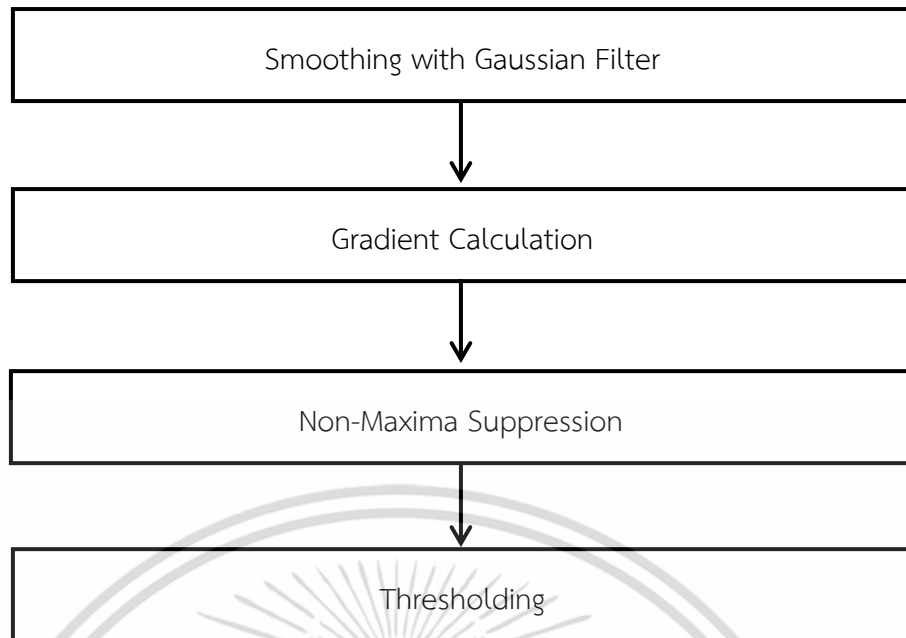 Smoothing with Gaussian Filter
Gradient Calculation
Non-Maxima Suppression
Thresholding